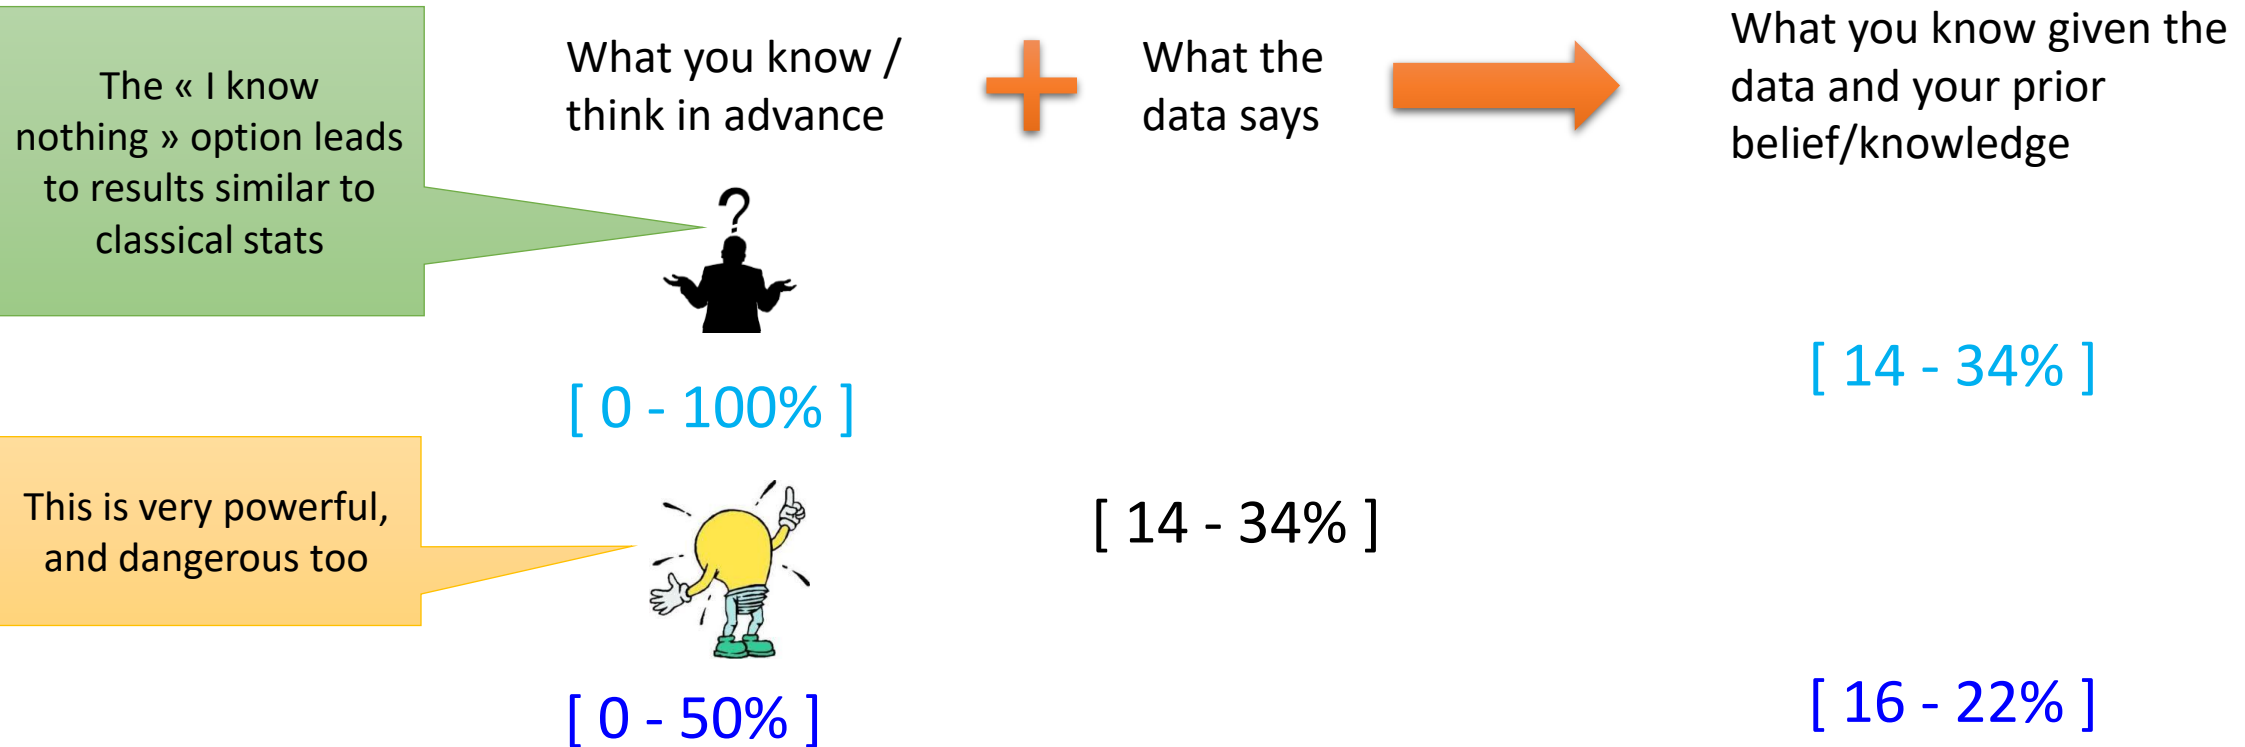 The « I know
nothing » option leads
to results similar to
classical stats
What you know /
think in advance
What the
data says
What you know given the
data and your prior
belief/knowledge
?
[ 0 - 100% ]
[ 14 - 34% ]
This is very powerful,
and dangerous too
[ 14 - 34% ]
[ 0 - 50% ]
[ 16 - 22% ]